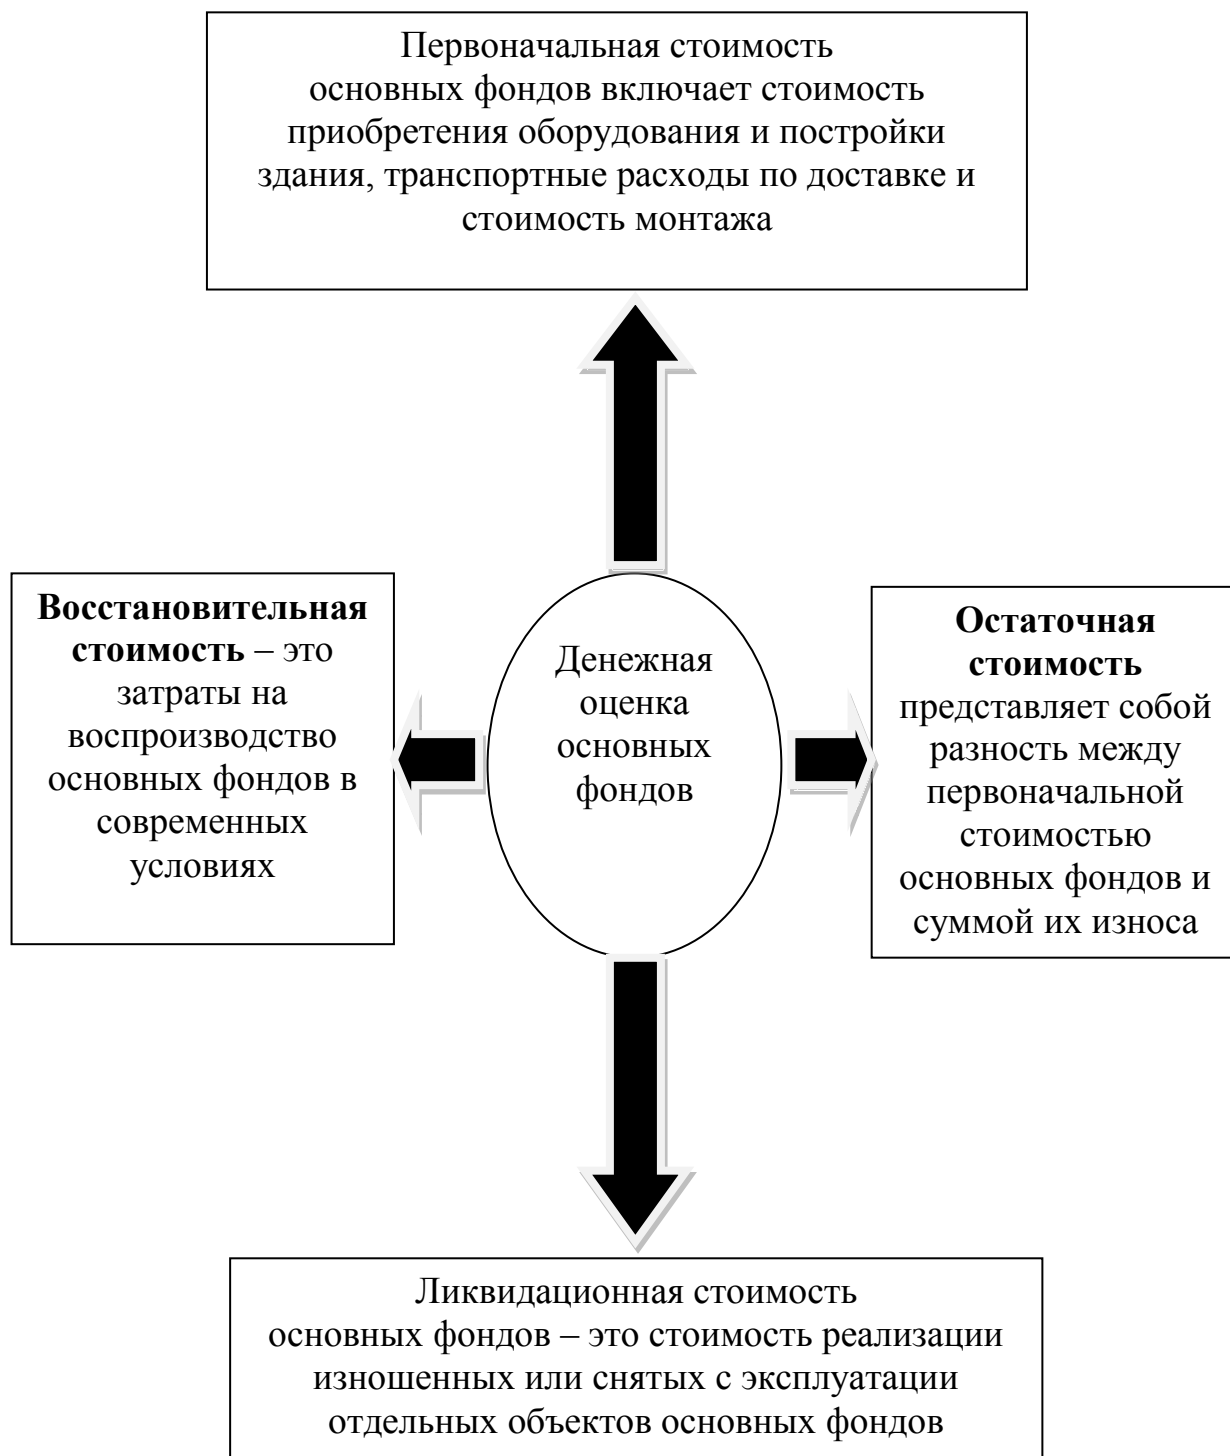 Первоначальная стоимость
основных фондов включает стоимость
приобретения оборудования и постройки
здания, транспортные расходы по доставке и
стоимость монтажа
Восстановительная
стоимость – это
затраты на
воспроизводство
основных фондов в
современных
условиях
Денежная
оценка
основных
фондов
Остаточная
стоимость
представляет собой
разность между
первоначальной
стоимостью
основных фондов и
суммой их износа
Ликвидационная стоимость
основных фондов – это стоимость реализации
изношенных или снятых с эксплуатации
отдельных объектов основных фондов